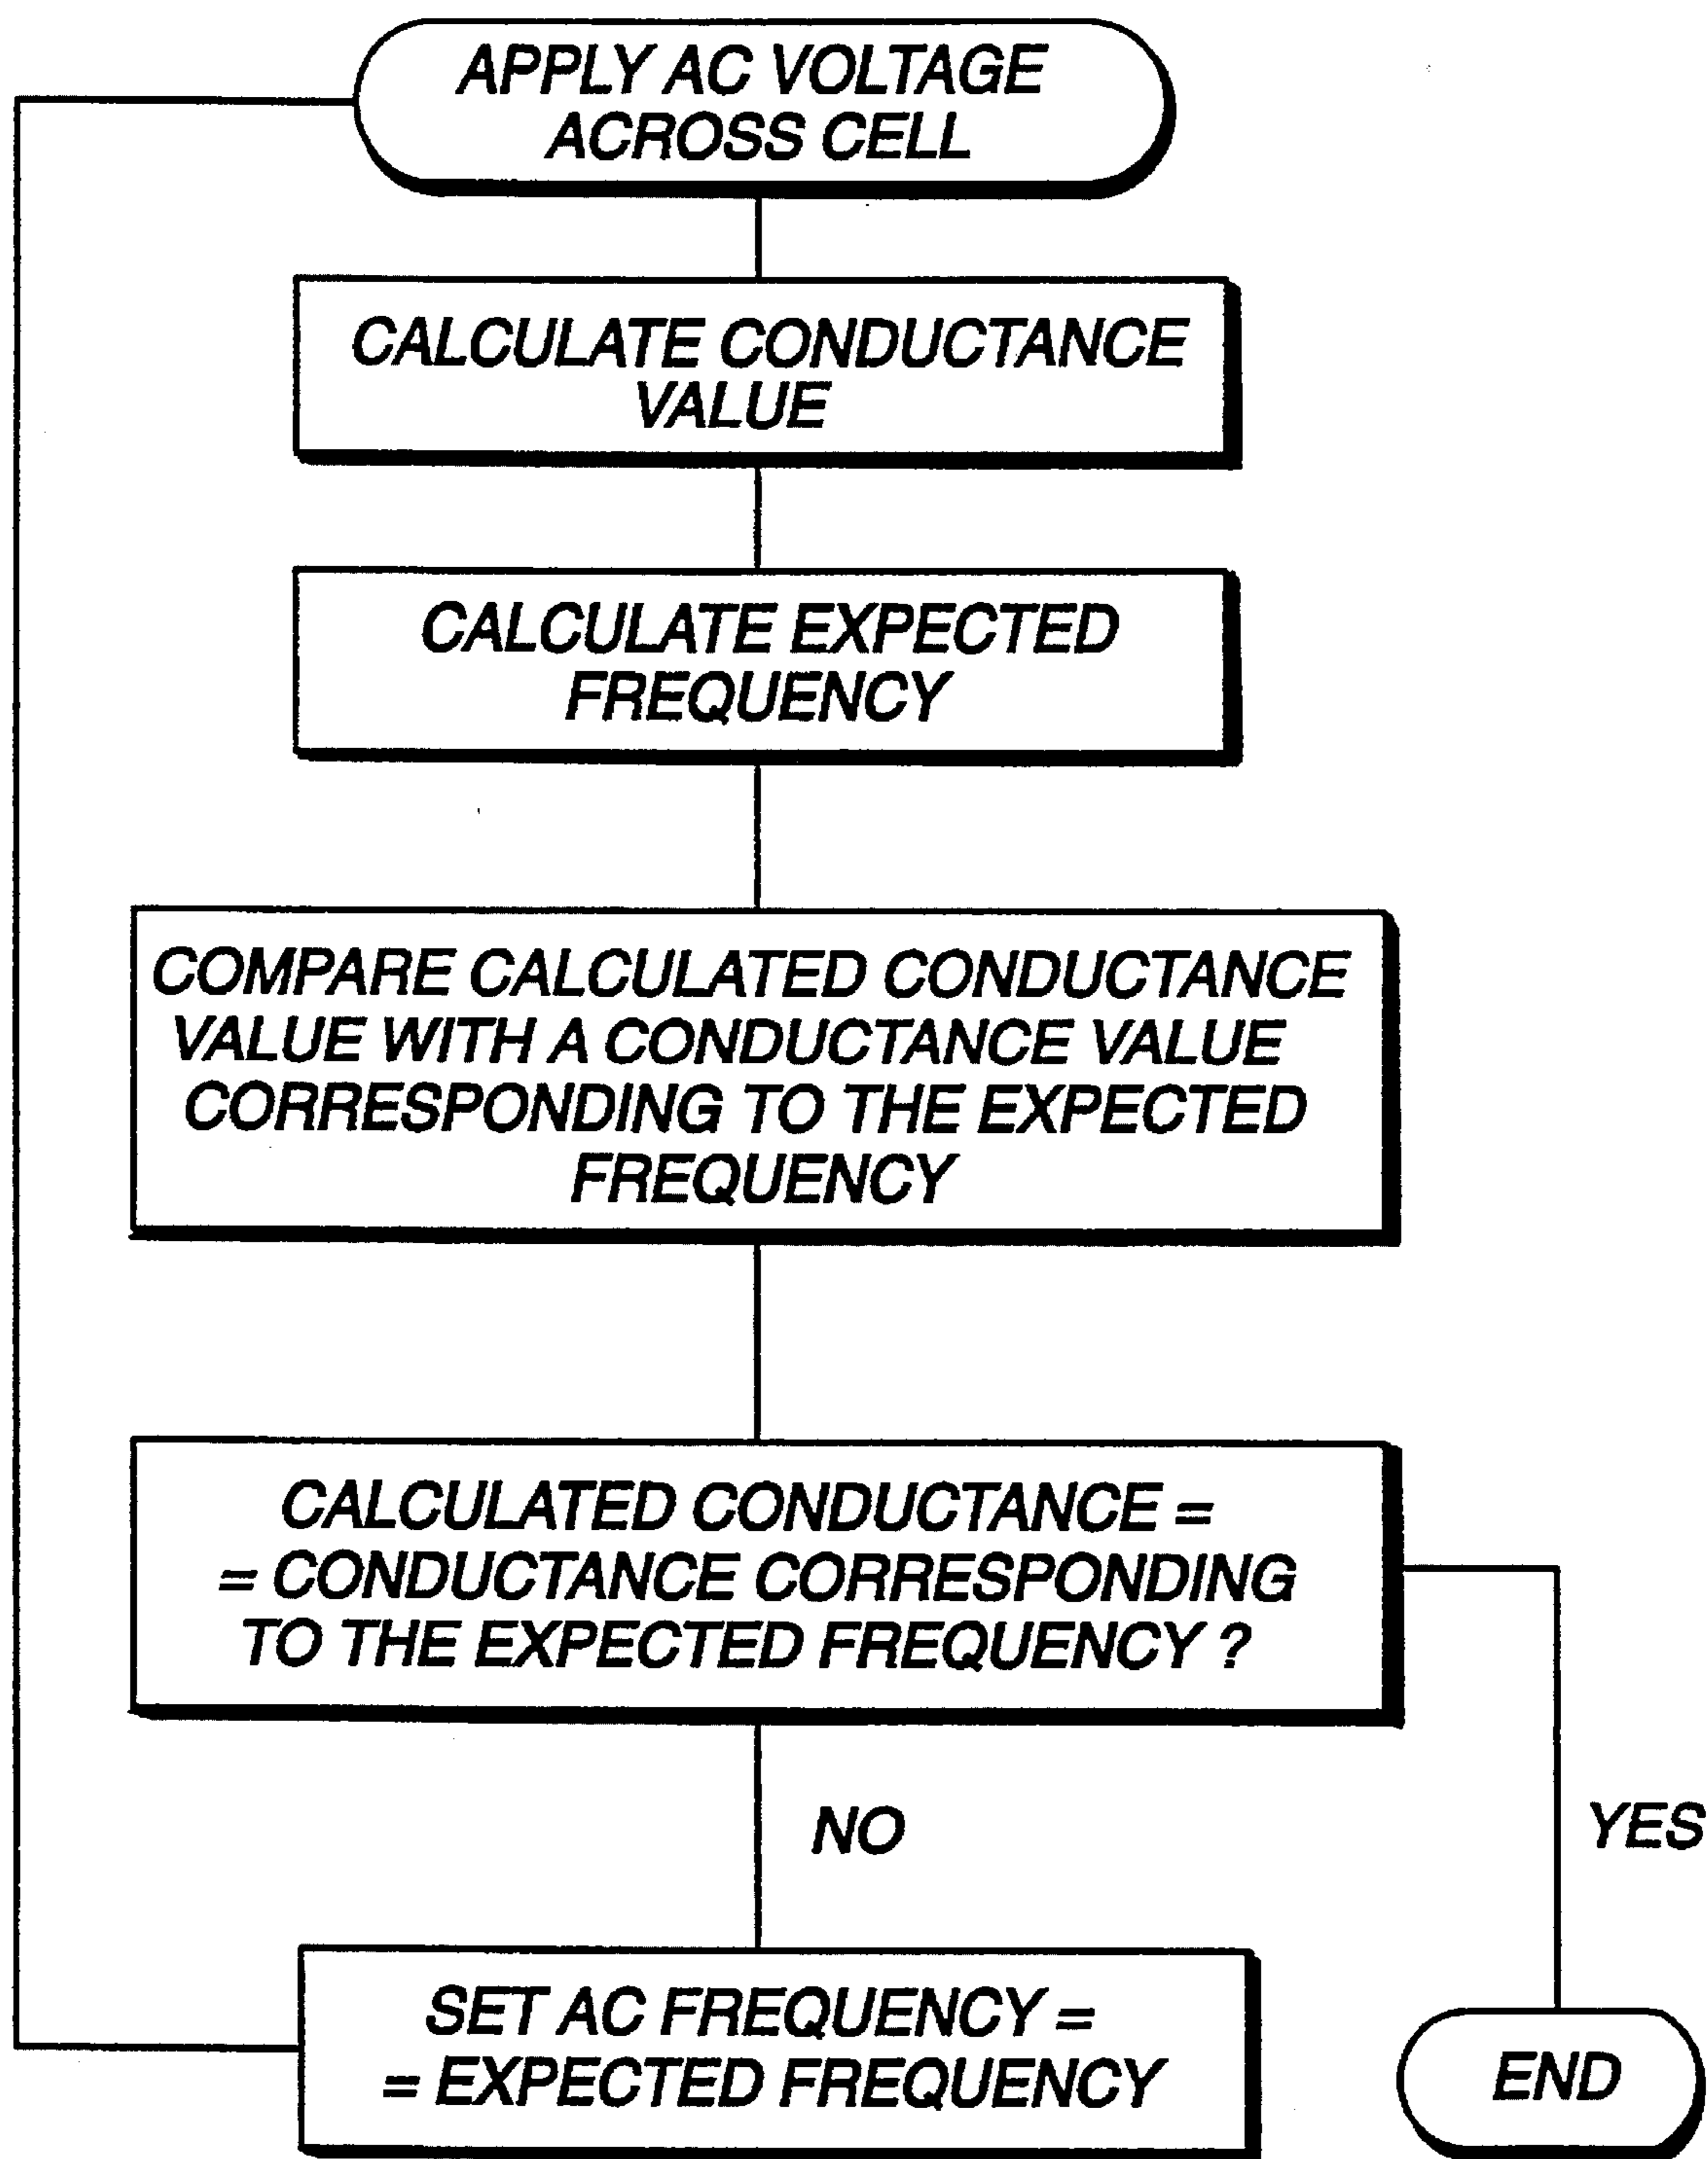 APPLY AC VOLTAGE
ACROSS CELL
CALCULATE CONDUCTANCE
VALUE
CALCULATE EXPECTED
FREQUENCY
COMPARE CALCULATED CONDUCTANCE
VALUE WITH A CONDUCTANCE VALUE
CORRESPONDING TO THE EXPECTED
FREQUENCY
CALCULATED CONDUCTANCE =
= CONDUCTANCE CORRESPONDING
TO THE EXPECTED FREQUENCY ?
NO
YES
SET AC FREQUENCY =
= EXPECTED FREQUENCY
END